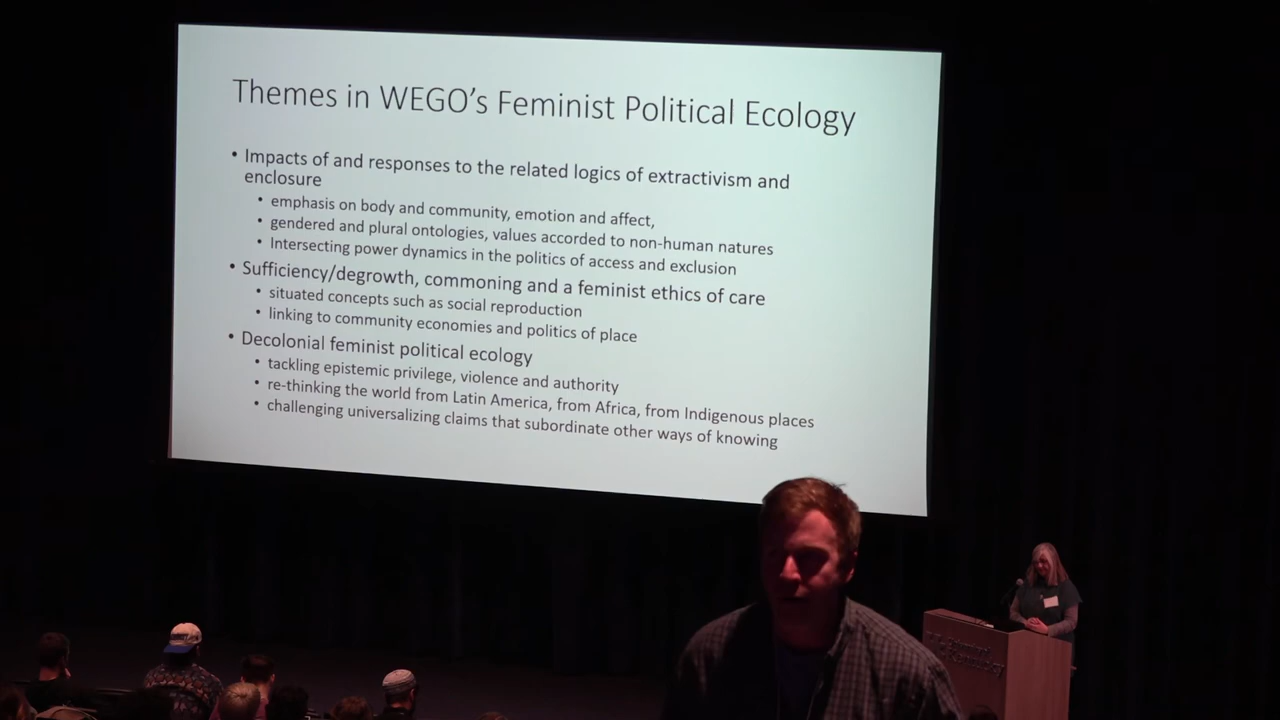 Themes in WEGO's Feminist Political Ecology
• Impacts of and responses to the related logics of extractivism and
enclosure
• emphasis on body and community, emotion and affect,
• gendered and plural ontologies, values accorded to non-human natures
• Intersecting power dynamics in the politics of access and exclusion
• Sufficiency/degrowth, commoning and a feminist ethics of care
• situated concepts such as social reproduction
• linking to community economies and politics of place
• Decolonial feminist political ecology
• tackling epistemic privilege, violence and authority
• re-thinking the world from Latin America, from Africa, from Indigenous places
• challenging universalizing claims that subordinate other ways of knowing